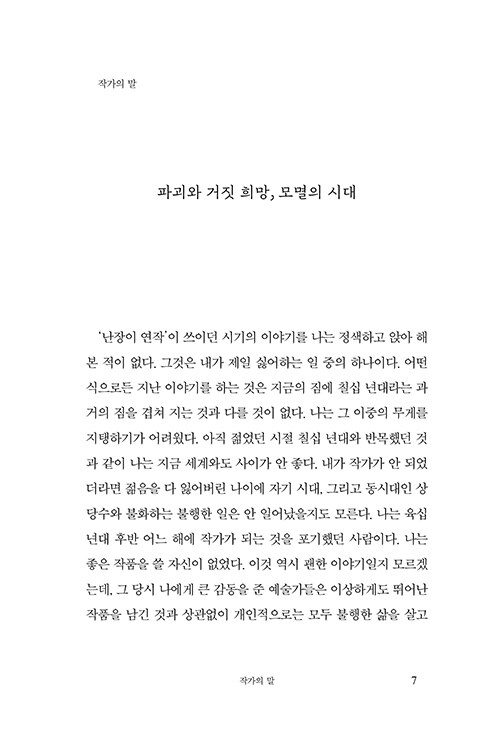 작가의 말
파괴와 거짓 희망, 모멸의 시대
‘난장이 연작’이 쓰이던 시기의 이야기를 나는 정색하고 앉아 해
본 적이 없다. 그것은 내가 제일 싫어하는 일 중의 하나이다. 어떤
식으로든 지난 이야기를 하는 것은 지금의 짐에 칠십 년대라는 과
거의 짐을 겹쳐 지는 것과 다를 것이 없다. 나는 그 이중의 무게를
지탱하기가 어려웠다. 아직 젊었던 시절 칠십 년대와 반목했던 것
과 같이 나는 지금 세계와도 사이가 안 좋다. 내가 작가가 안 되었
더라면 젊음을 다 잃어버린 나이에 자기 시대, 그리고 동시대인 상
당수와 불화하는 불행한 일은 안 일어났을지도 모른다. 나는 육십
년대 후반 어느 해에 작가가 되는 것을 포기했던 사람이다. 나는
좋은 작품을 쓸 자신이 없었다. 이것 역시 괜한 이야기일지 모르겠
는데, 그 당시 나에게 큰 감동을 준 예술가들은 이상하게도 뛰어난
작품을 남긴 것과 상관없이 개인적으로는 모두 불행한 삶을 살고
작가의 말 7